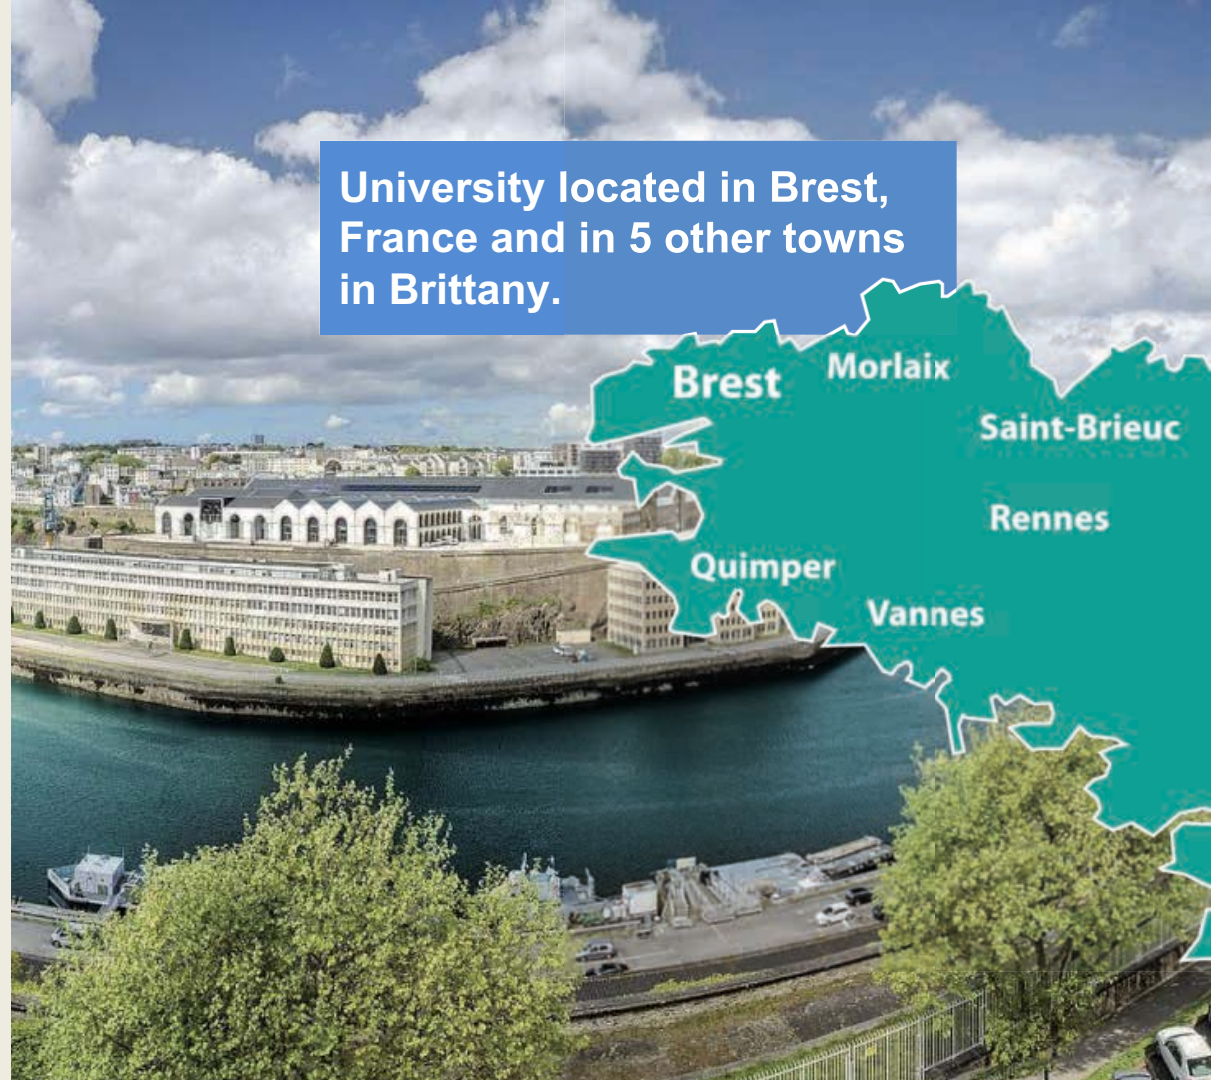 University located in Brest,
France and in 5 other towns
in Brittany.
Brest
Morlaix
Saint-Brieuc
Rennes
Quimper
Vannes